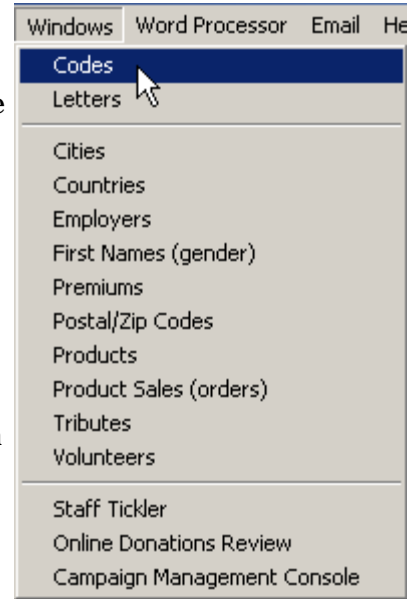 Windows Word Processor Email He
Codes
Letters
e
Cities
Countries
Employers
First Names (gender)
Premiums
Postal/Zip Codes
Products
Product Sales (orders)
Tributes
Volunteers
Staff Tickler
Online Donations Review
Campaign Management Console